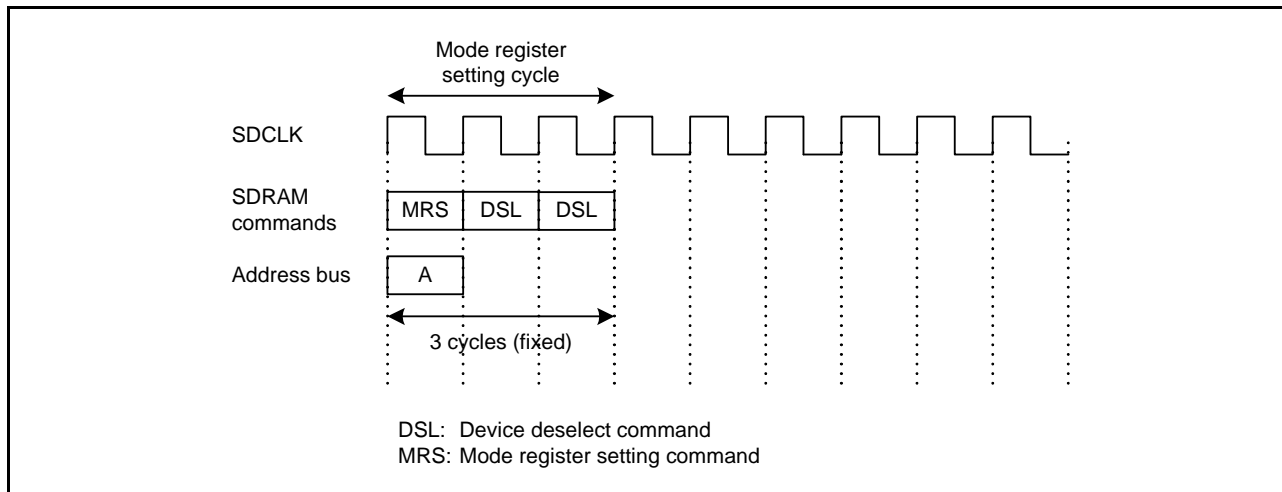 Mode register
setting cycle
SDCLK
SDRAM
commands
MRS DSL DSL
Address bus
A
3 cycles (fixed)
DSL: Device deselect command
MRS: Mode register setting command